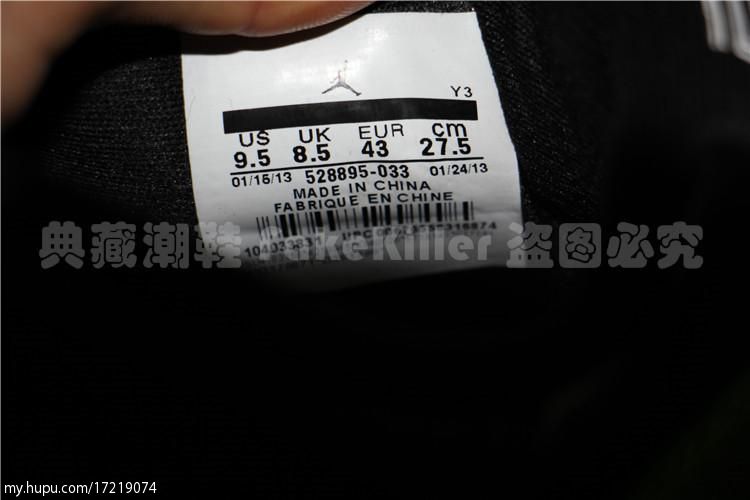 Y3
US UK EUR cm
9.5 8.5 43 27.5
01/15/13 528895-033 01/24/13
MADE IN CHINA
FABRIQUE EN CHINE
典藏潮鞋 CakeKiller 盗图必究
my.hupu.com/17219074